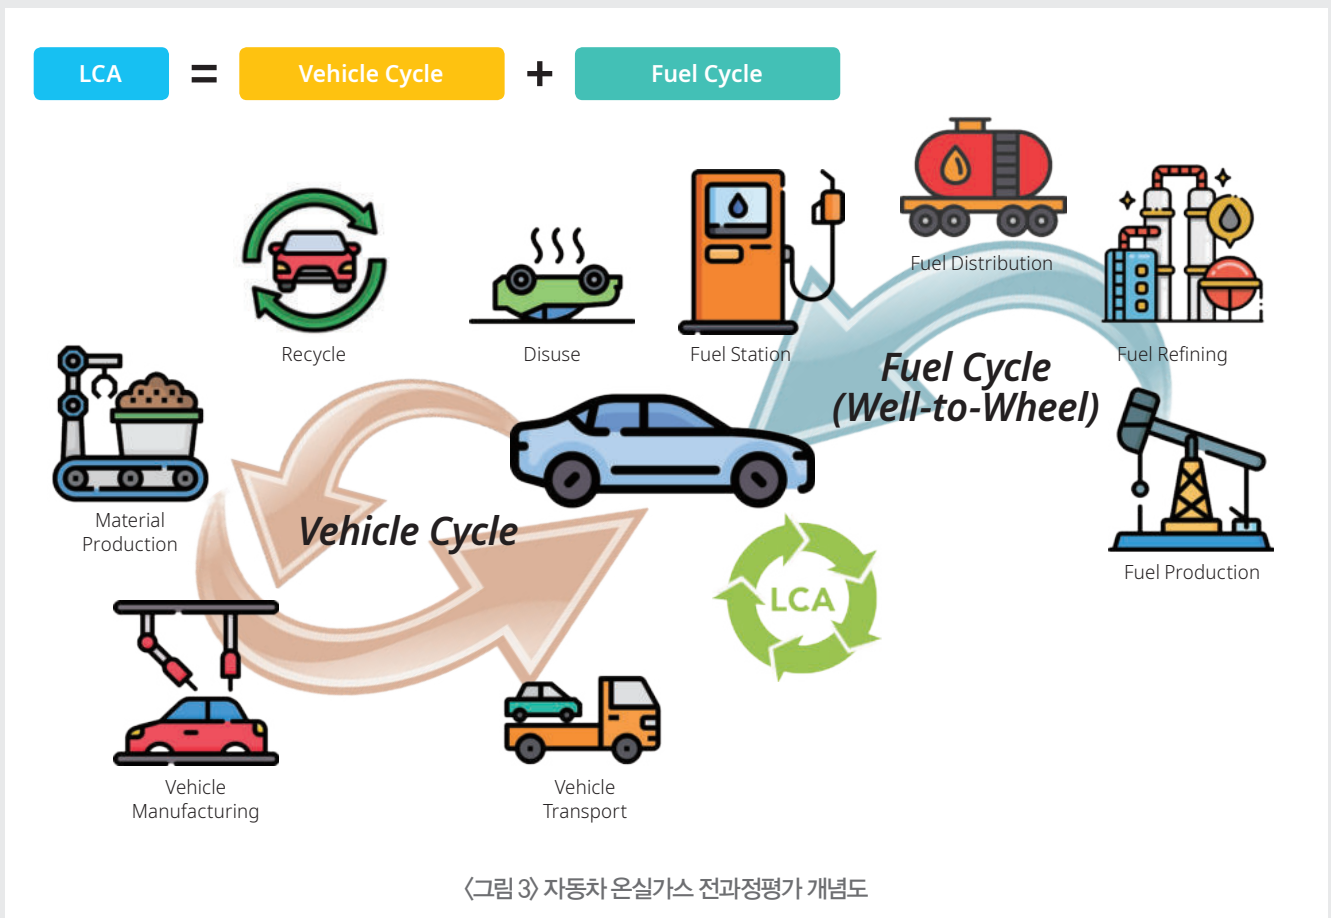 LCA = Vehicle Cycle + Fuel Cycle
Fuel Distribution
Recycle
Disuse
Fuel Station
Fuel Refining
Fuel Cycle
(Well-to-Wheel)
Material
Production
Vehicle Cycle
Fuel Production
LCA
Vehicle
Manufacturing
Vehicle
Transport
〈그림 3〉 자동차 온실가스 전과정평가 개념도